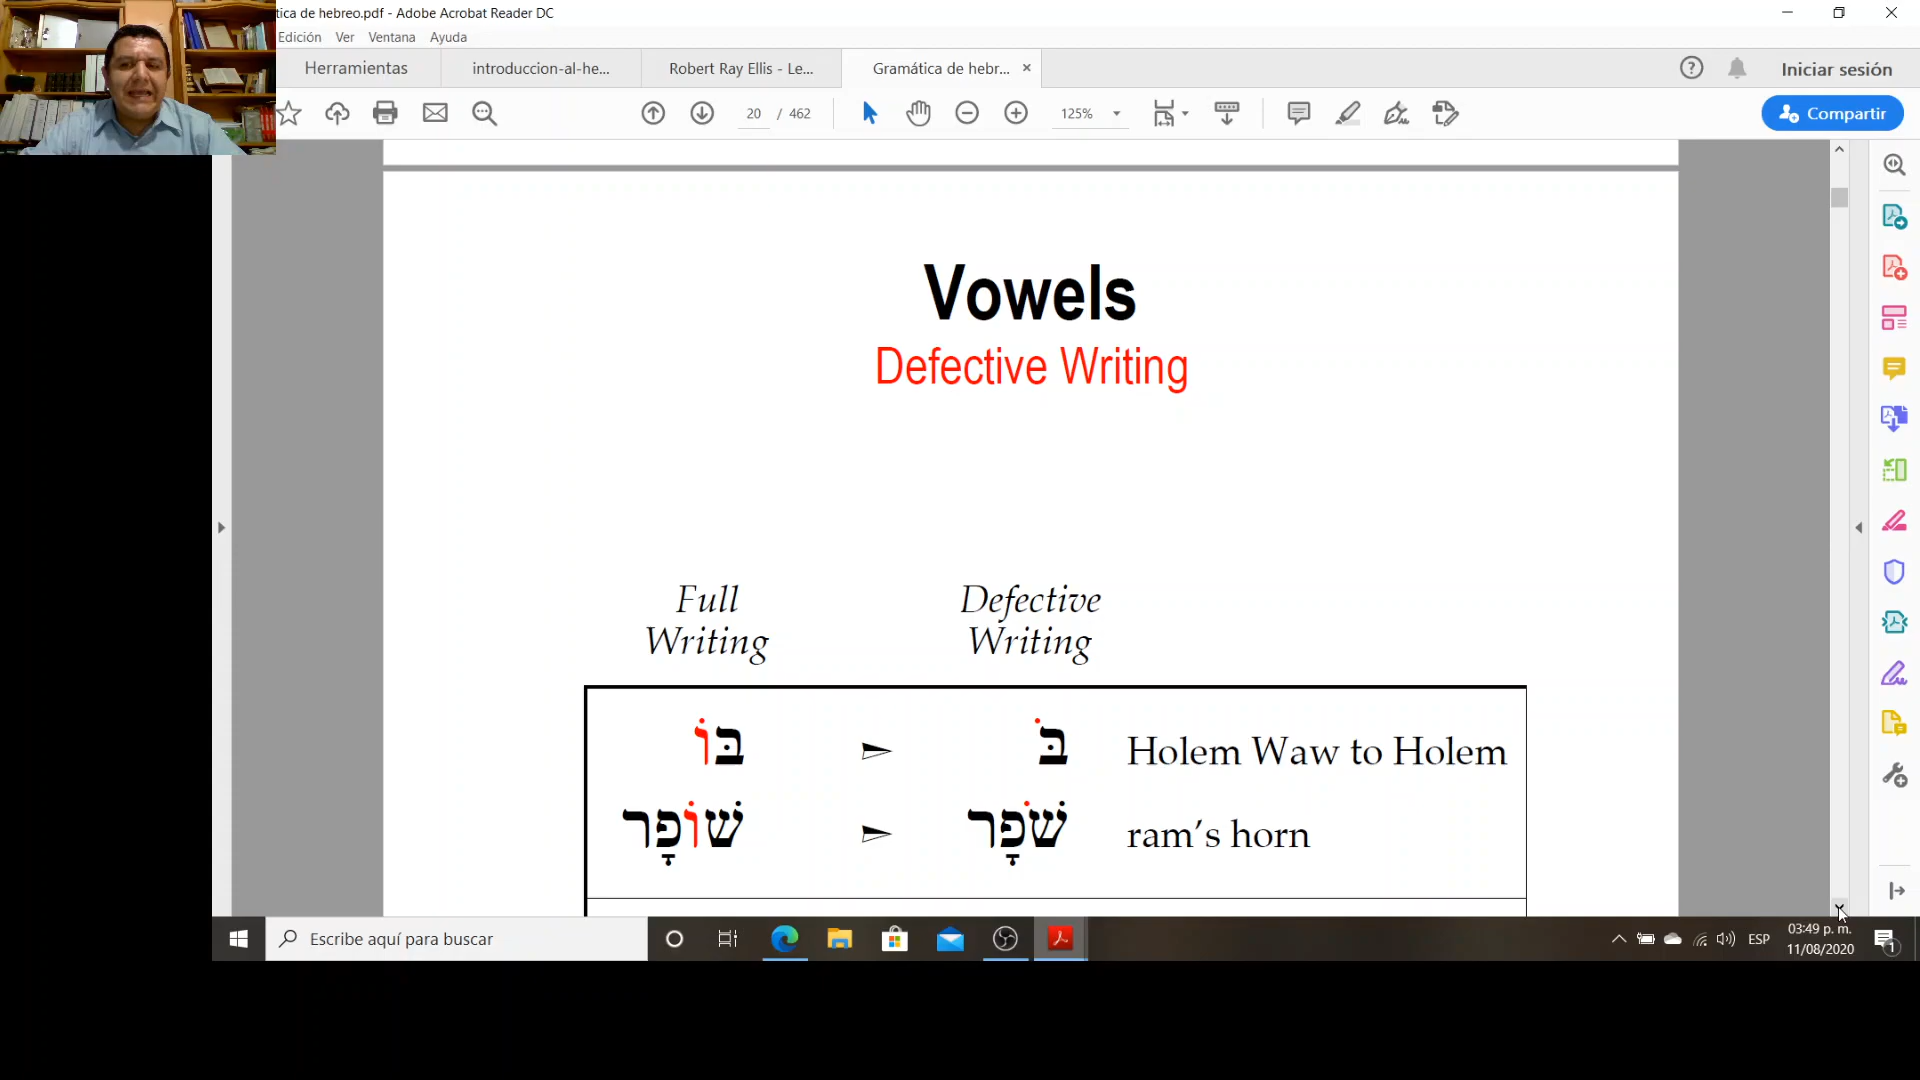 tica de hebreo.pdf - Adobe Acrobat Reader DC
Edición Ver Ventana Ayuda
Herramientas introduccion-al-he... Robert Ray Ellis - Le... Gramática de hebr... Iniciar sesión
20 / 462 125% Compartir
Vowels
Defective Writing
Full Defective
Writing Writing
בּוֹ ➢ בֹּ Holem Waw to Holem
שׁוֹפָר ➢ שֹׁפָר ram's horn
Escribe aquí para buscar
ESP
03:49 p. m.
11/08/2020
1